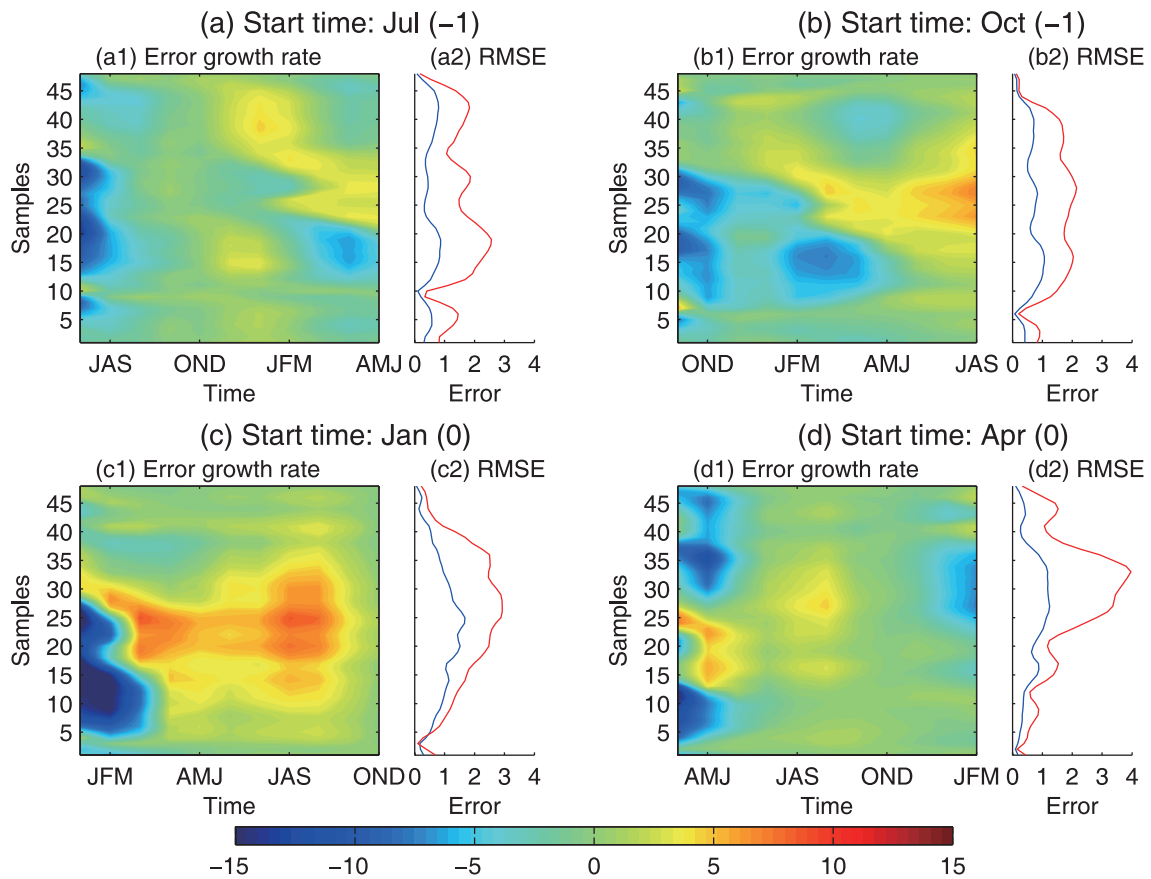 (a) Start time: Jul (−1)
(b) Start time: Oct (−1)
(a1) Error growth rate
(a2) RMSE
(b1) Error growth rate
(b2) RMSE
45
40
35
30
25
20
15
10
5
Samples
JAS OND JFM AMJ
Time
0 1 2 3 4
Error
45
40
35
30
25
20
15
10
5
Samples
OND JFM AMJ JAS
Time
0 1 2 3 4
Error
(c) Start time: Jan (0)
(d) Start time: Apr (0)
(c1) Error growth rate
(c2) RMSE
(d1) Error growth rate
(d2) RMSE
45
40
35
30
25
20
15
10
5
Samples
JFM AMJ JAS OND
Time
0 1 2 3 4
Error
45
40
35
30
25
20
15
10
5
Samples
AMJ JAS OND JFM
Time
0 1 2 3 4
Error
−15 −10 −5 0 5 10 15